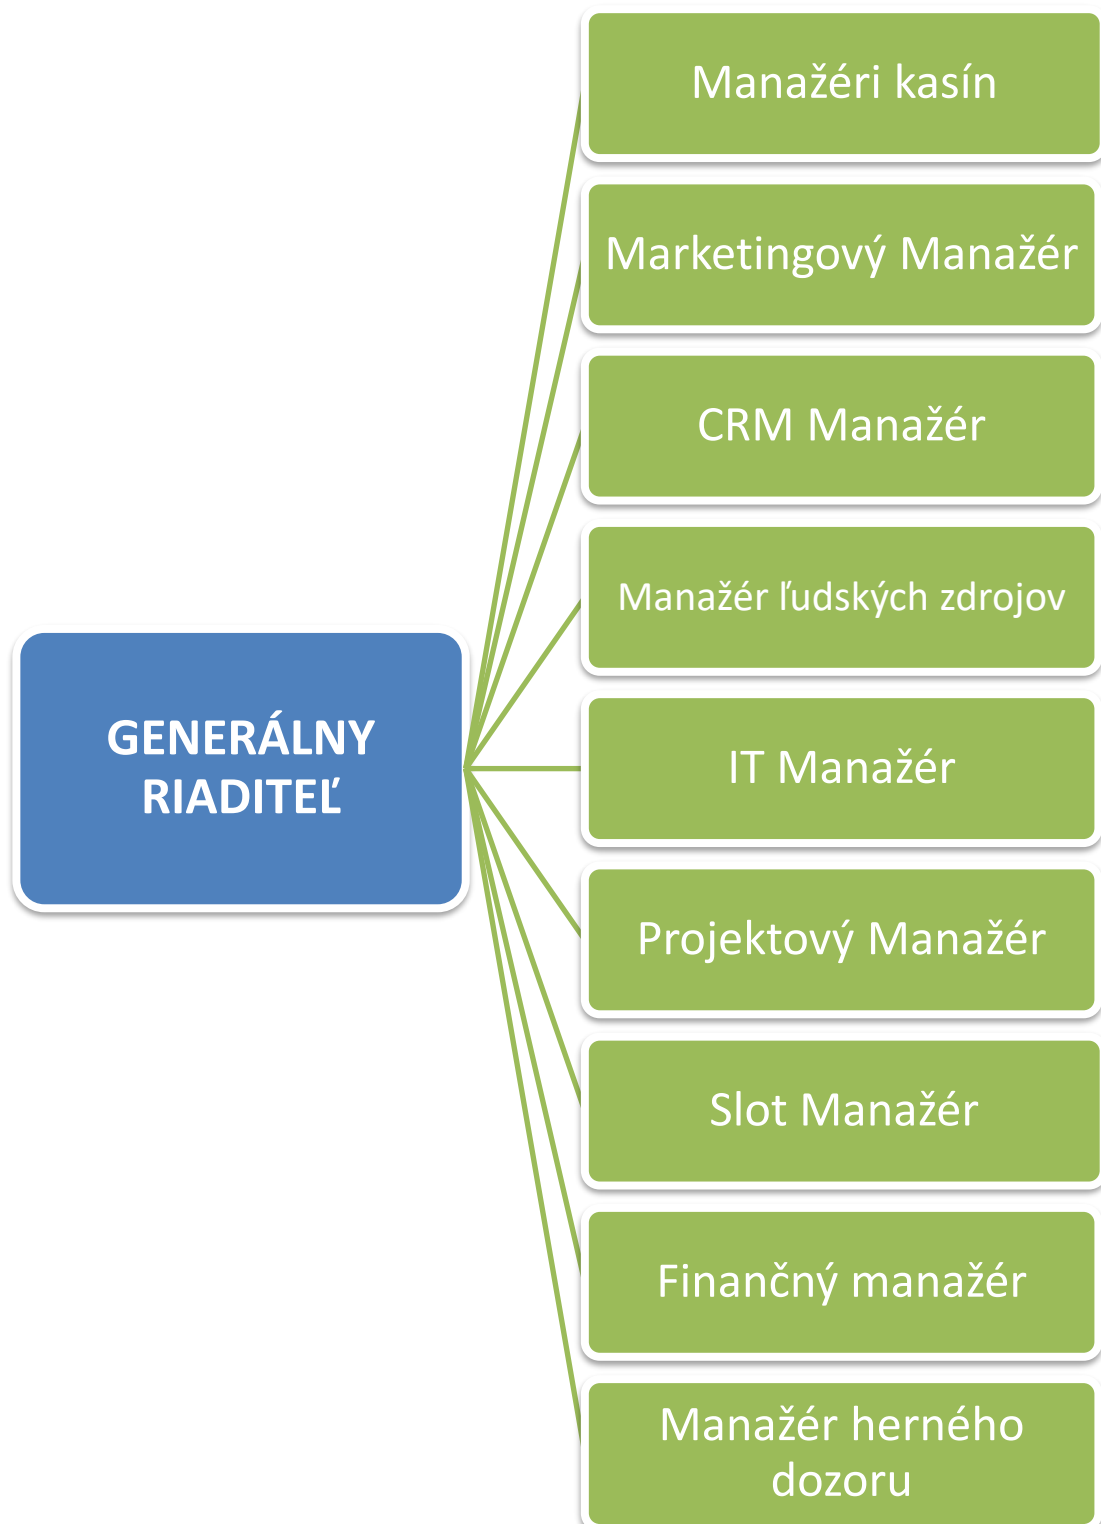 Manažéri kasín
Marketingový Manažér
CRM Manažér
Manažér ľudských zdrojov
GENERÁLNY
RIADITEĽ
IT Manažér
Projektový Manažér
Slot Manažér
Finančný manažér
Manažér herného
dozoru